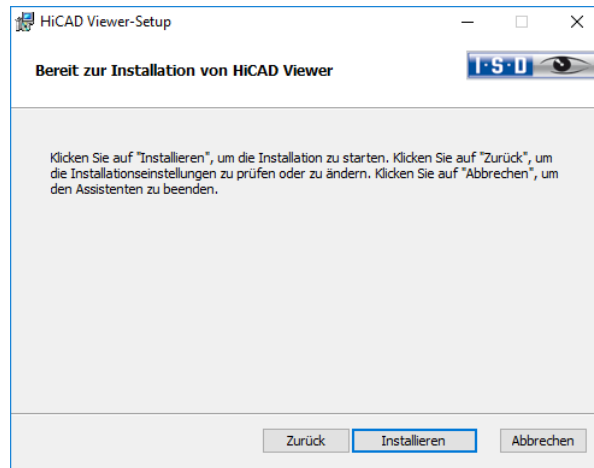 HiCAD Viewer-Setup
Bereit zur Installation von HiCAD Viewer
I·S·D
Klicken Sie auf "Installieren", um die Installation zu starten. Klicken Sie auf "Zurück", um
die Installationseinstellungen zu prüfen oder zu ändern. Klicken Sie auf "Abbrechen", um
den Assistenten zu beenden.
Zurück
Installieren
Abbrechen